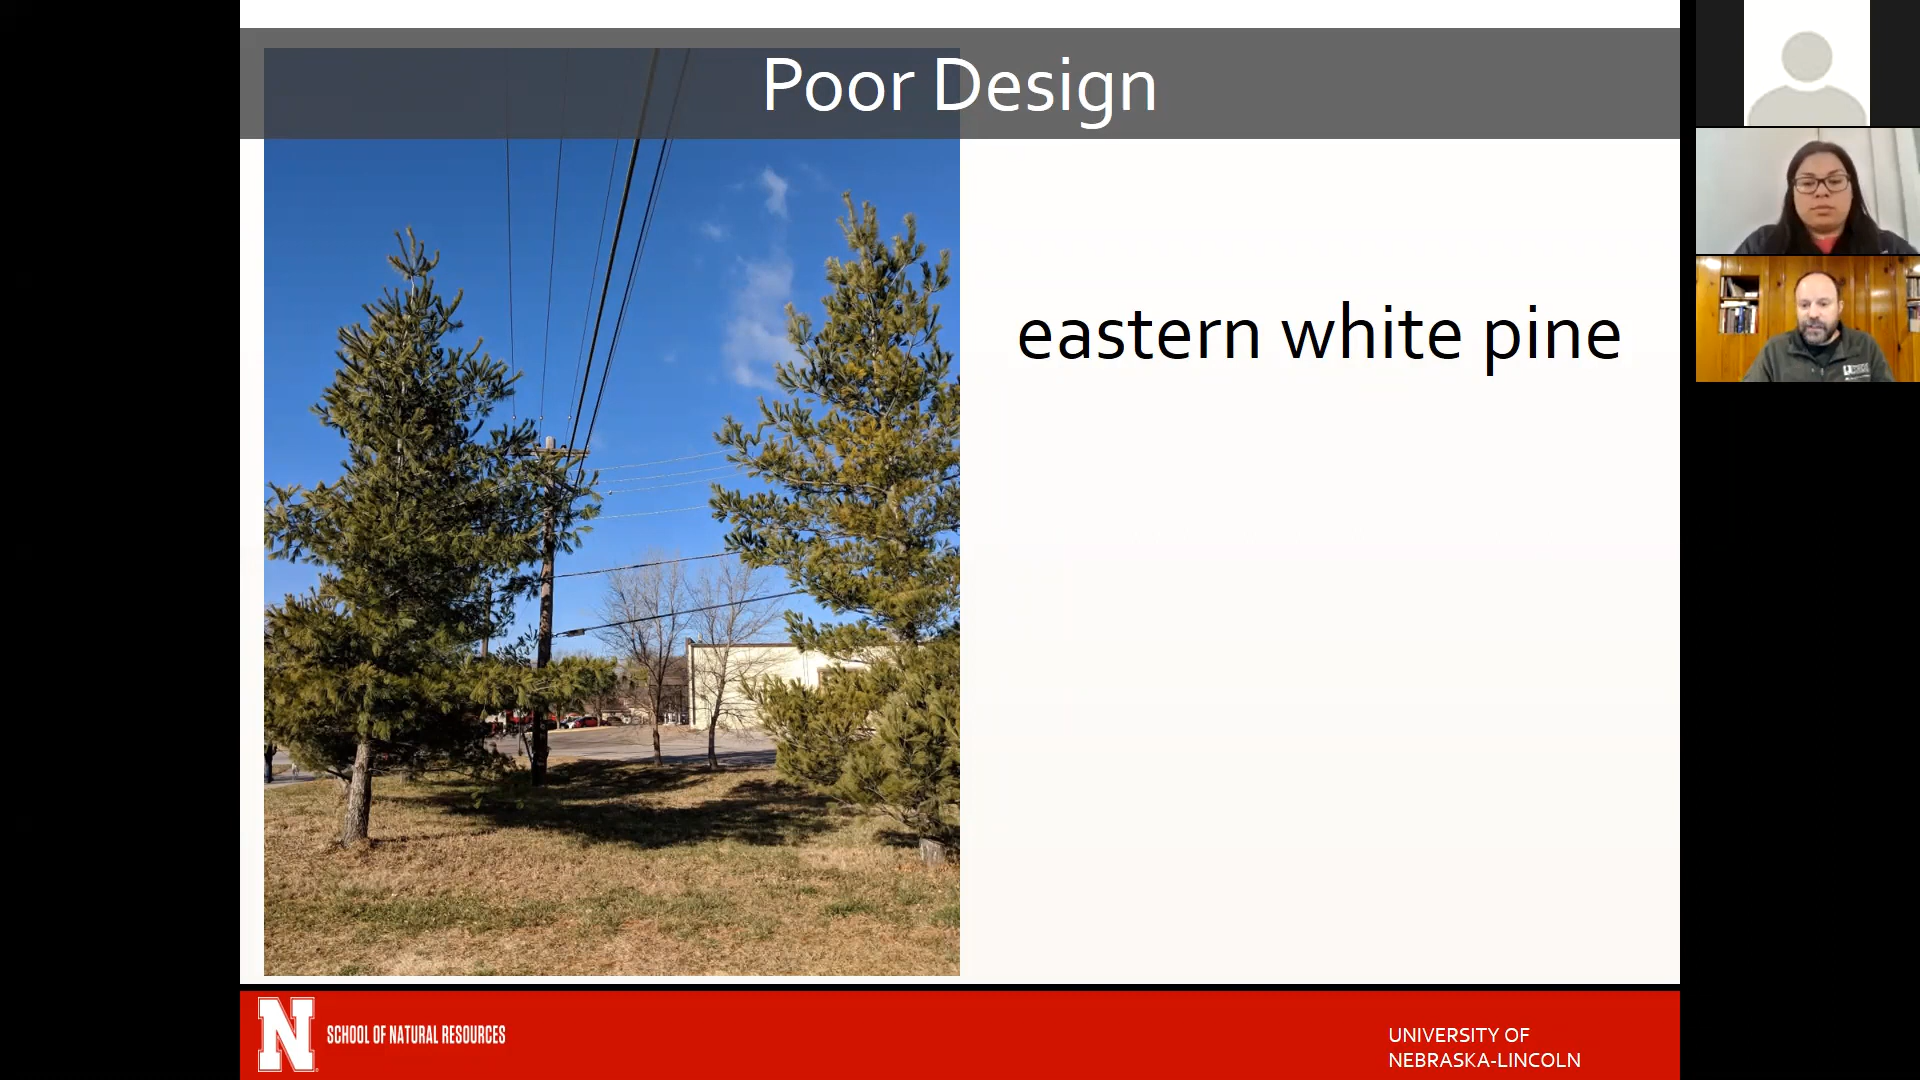 Poor Design
eastern white pine
N
SCHOOL OF NATURAL RESOURCES
UNIVERSITY OF
NEBRASKA-LINCOLN